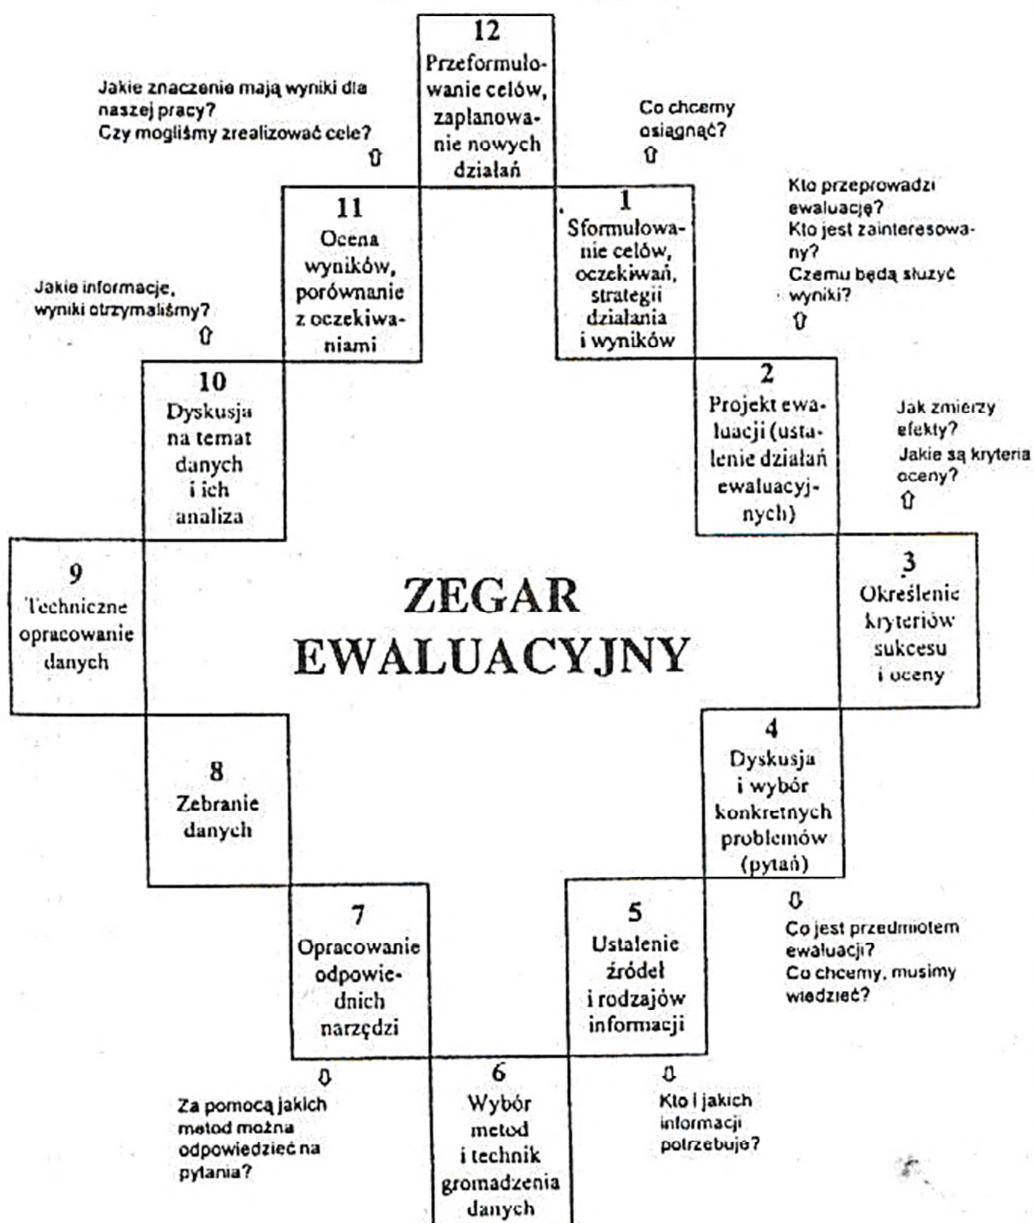 12
Przeformuło-
wanie celów,
zaplanowa-
nie nowych
działań
Jakie znaczenie mają wyniki dla
naszej pracy?
Czy mogliśmy zrealizować cele?
Co chcemy
osiągnąć?
11
Ocena
wyników,
porównanie
z oczekiwa-
niami
1
Sformułowa-
nie celów,
oczekiwań,
strategii
działania
i wyników
Kto przeprowadzi
ewaluację?
Kto jest zainteresowa-
ny?
Czemu będą służyć
wyniki?
Jakie informacje,
wyniki otrzymaliśmy?
10
Dyskusja
na temat
danych
i ich
analiza
2
Projekt ewa-
luacji (usta-
lenie działań
ewaluacyj-
nych)
Jak zmierzy
efekty?
Jakie są kryteria
oceny?
9
Techniczne
opracowanie
danych
ZEGAR
EWALUACYJNY
3
Określenie
kryteriów
sukcesu
i oceny
8
Zebranie
danych
4
Dyskusja
i wybór
konkretnych
problemów
(pytań)
7
Opracowanie
odpowie-
dnich
narzędzi
5
Ustalenie
źródeł
i rodzajów
informacji
Co jest przedmiotem
ewaluacji?
Co chcemy, musimy
wiedzieć?
6
Wybór
metod
i technik
gromadzenia
danych
Za pomocą jakich
metod można
odpowiedzieć na
pytania?
Kto i jakich
informacji
potrzebuje?